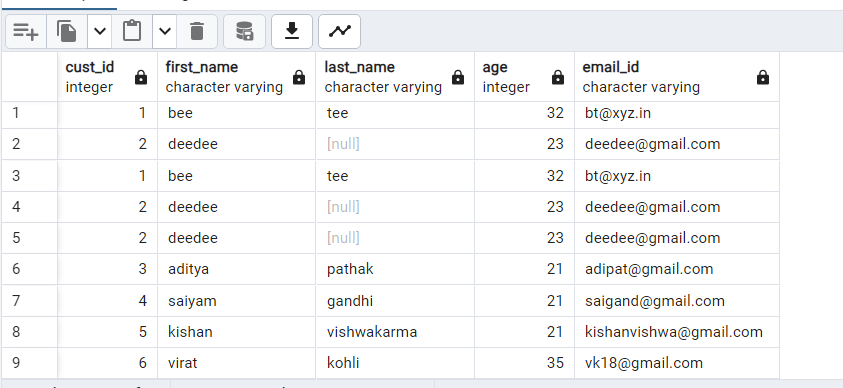 cust_id first_name last_name age email_id
integer character varying character varying integer character varying
1 1 bee tee 32 bt@xyz.in
2 2 deedee [null] 23 deedee@gmail.com
3 1 bee tee 32 bt@xyz.in
4 2 deedee [null] 23 deedee@gmail.com
5 2 deedee [null] 23 deedee@gmail.com
6 3 aditya pathak 21 adipat@gmail.com
7 4 saiyam gandhi 21 saigand@gmail.com
8 5 kishan vishwakarma 21 kishanvishwa@gmail.com
9 6 virat kohli 35 vk18@gmail.com